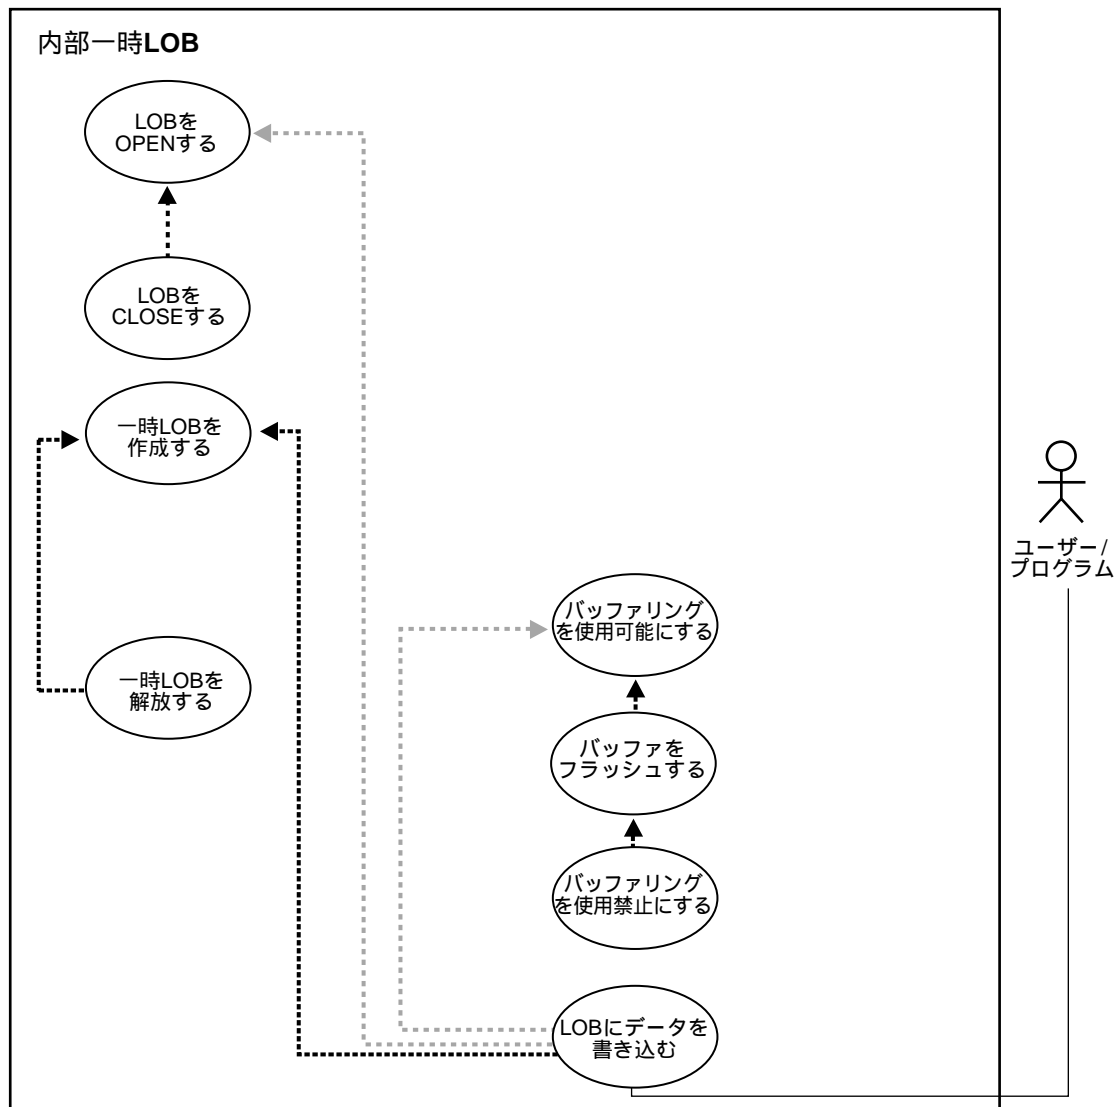 内部一時LOB
LOBを
OPENする
LOBを
CLOSEする
一時LOBを
作成する
ユーザー/
プログラム
バッファリング
を使用可能にする
一時LOBを
解放する
バッファを
フラッシュする
バッファリング
を使用禁止にする
LOBにデータを
書き込む